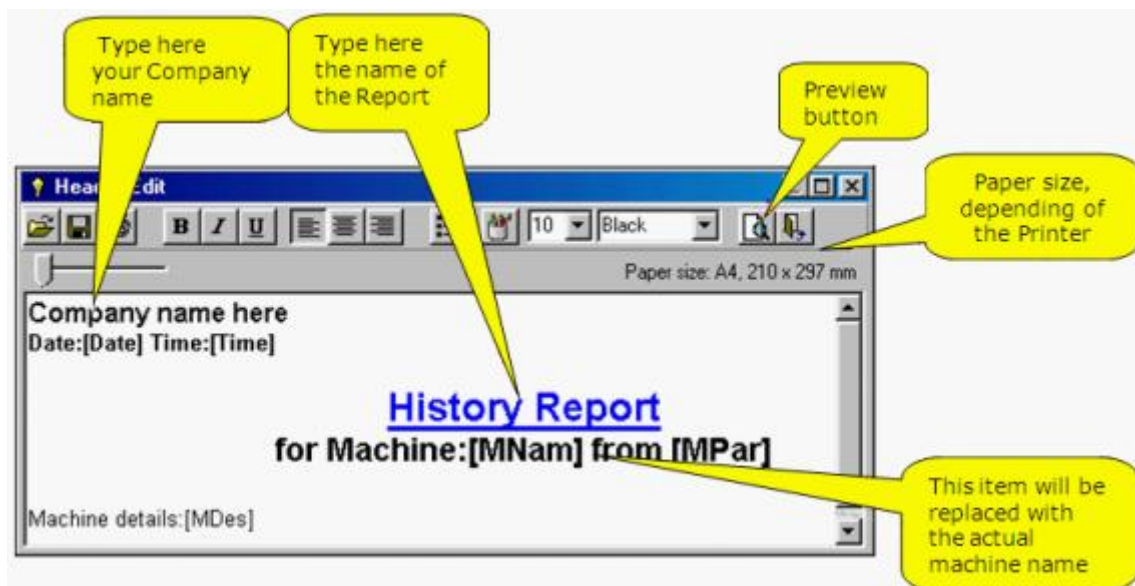 Type here
your Company
name
Type here
the name of
the Report
Preview
button
Paper size,
depending of
the Printer
Edit
B I U 10 Black
Paper size: A4, 210 x 297 mm
Company name here
Date:[Date] Time:[Time]
History Report
for Machine:[MNam] from [MPar]
Machine details:[MDes]
This item will be
replaced with
the actual
machine name